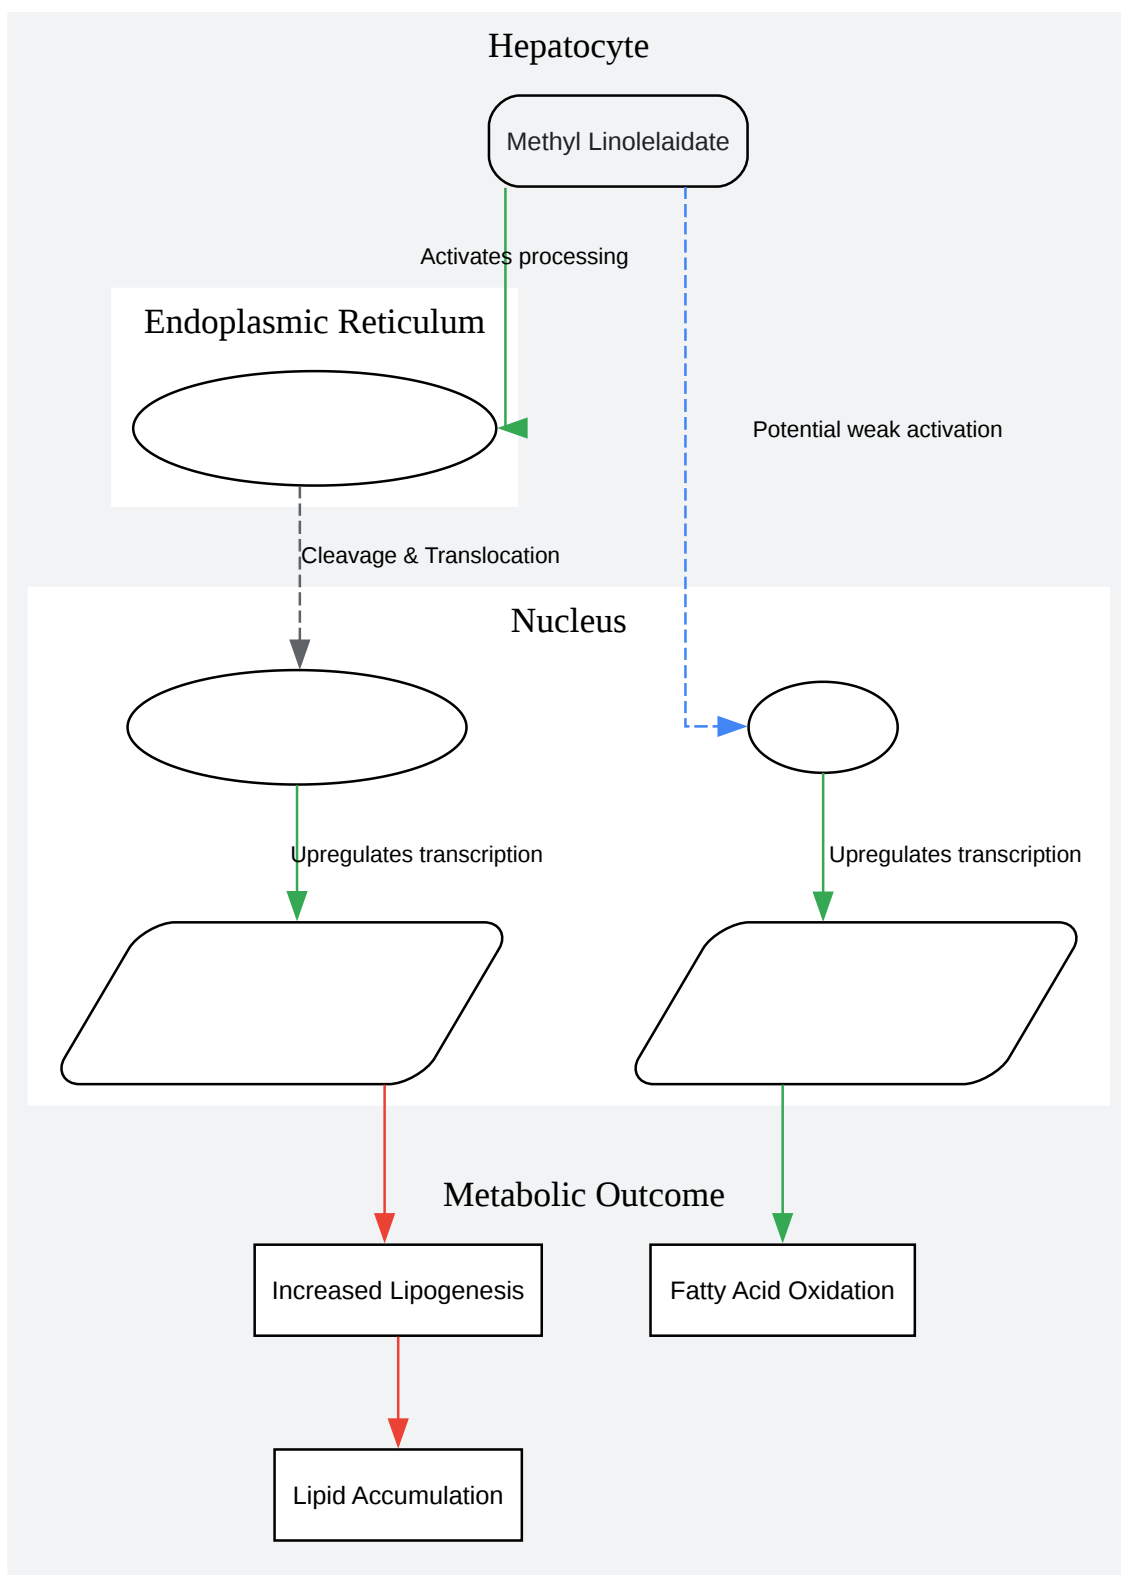 Hepatocyte
Methyl Linolelaidate
Activates processing
Endoplasmic Reticulum
Potential weak activation
Cleavage & Translocation
Nucleus
Upregulates transcription
Upregulates transcription
Metabolic Outcome
Increased Lipogenesis
Fatty Acid Oxidation
Lipid Accumulation